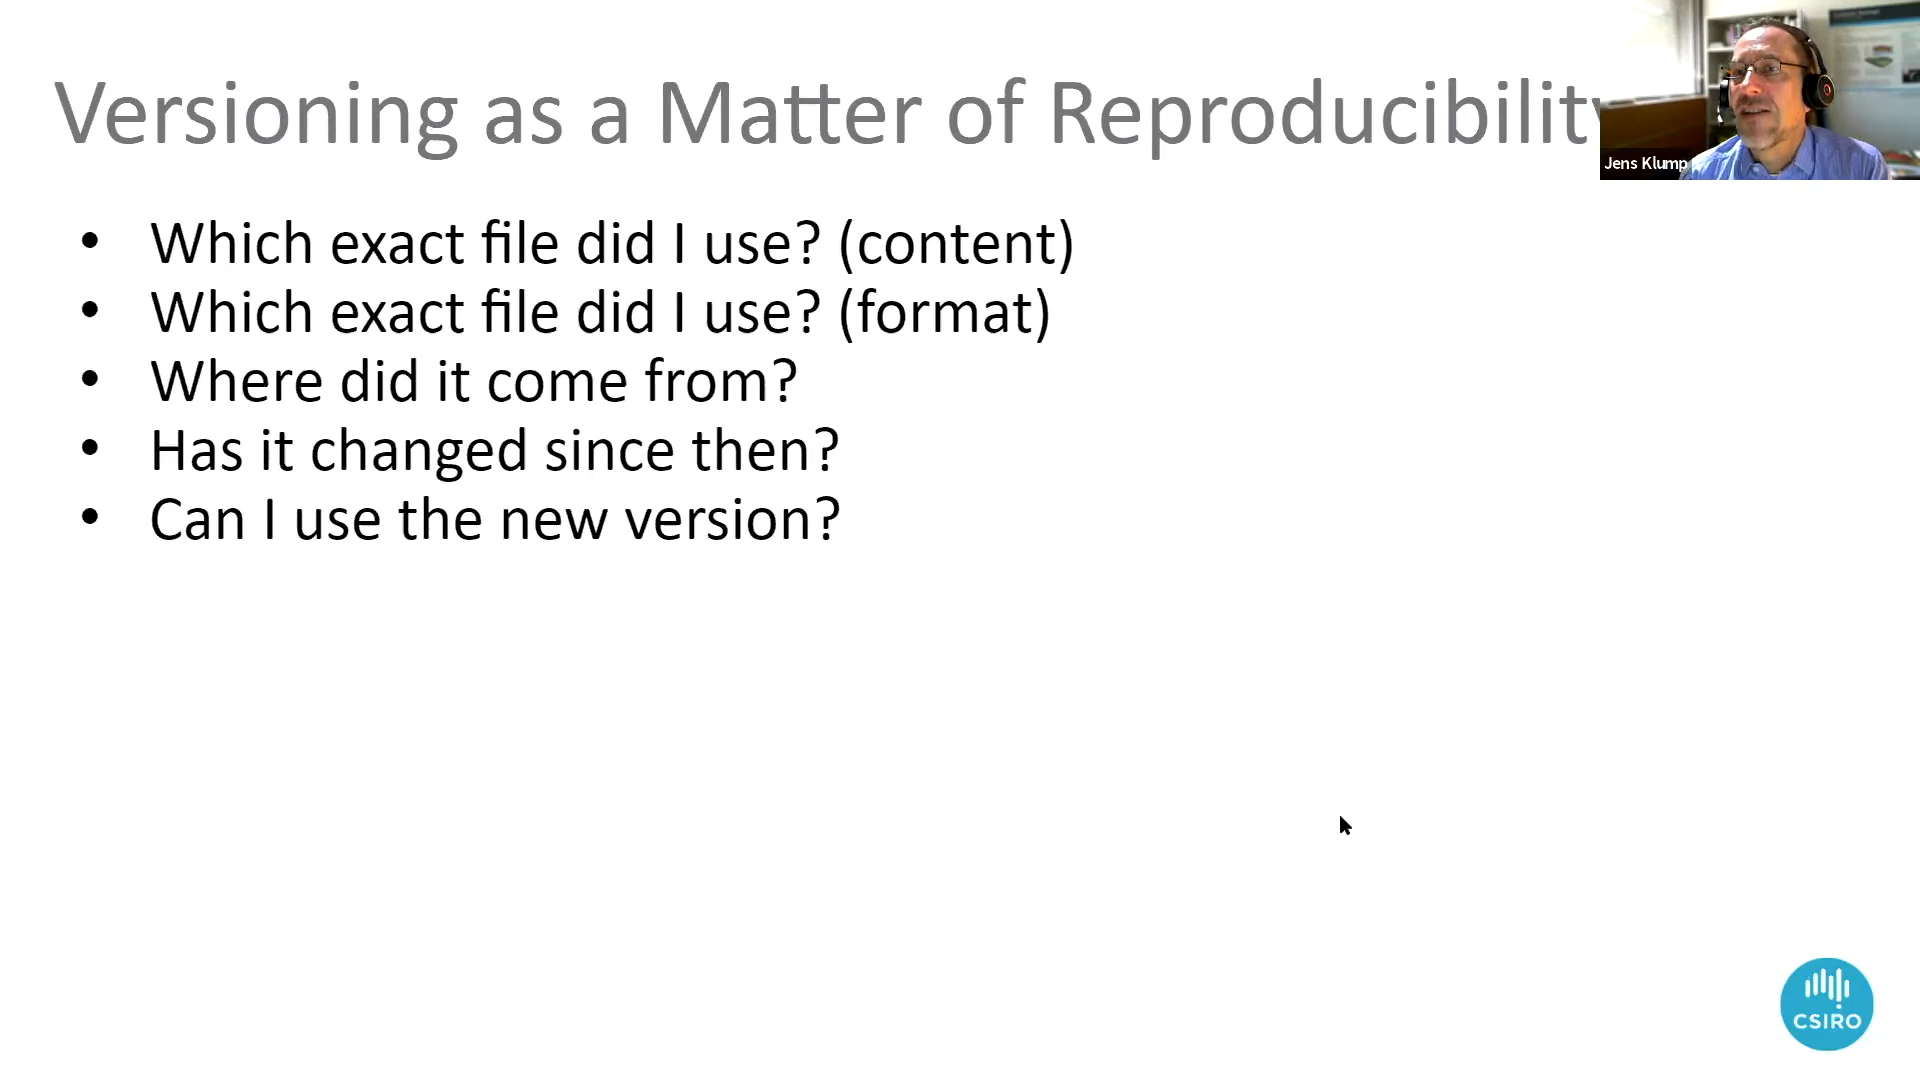 Versioning as a Matter of Reproducibility
Jens Klump
• Which exact file did I use? (content)
• Which exact file did I use? (format)
• Where did it come from?
• Has it changed since then?
• Can I use the new version?
CSIRO